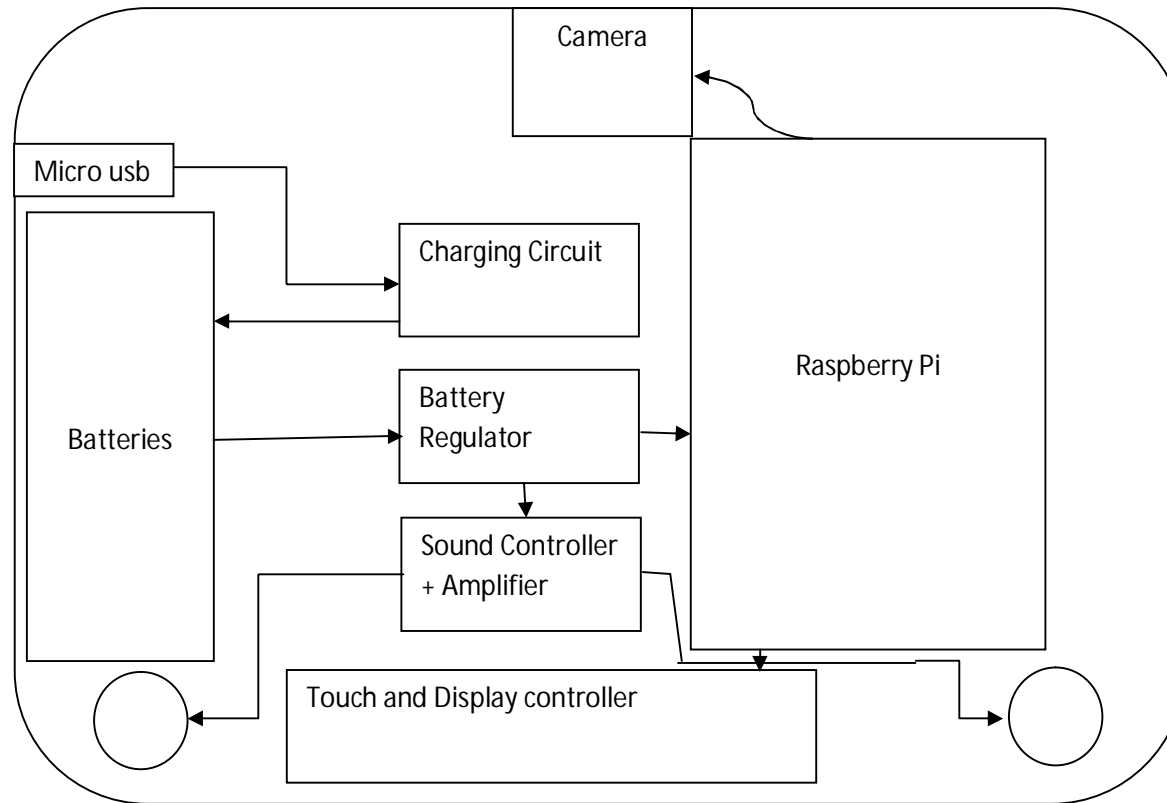 Camera
Micro usb
Charging Circuit
Raspberry Pi
Battery
Regulator
Batteries
Sound Controller
+ Amplifier
Touch and Display controller